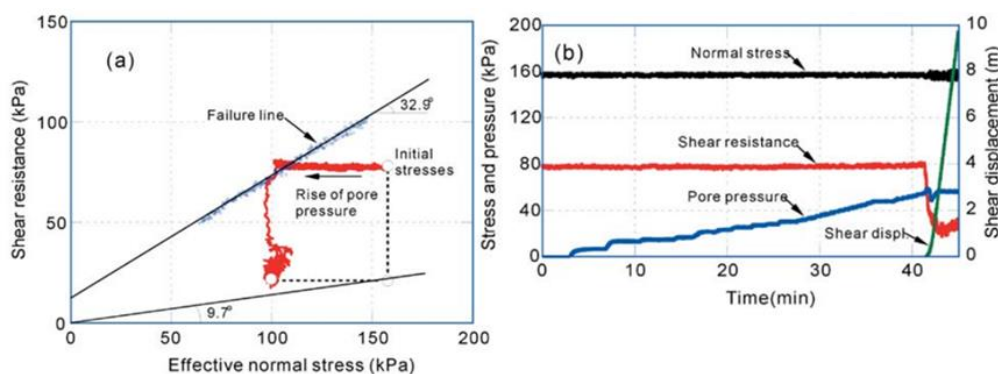 (a)
Shear resistance (kPa)
150
100
50
0
0
50
100
150
200
Effective normal stress (kPa)
Failure line
32.9°
Initial
stresses
Rise of pore
pressure
9.7°
(b)
Stress and pressure (kPa)
200
160
120
80
40
0
0
10
20
30
40
Time(min)
10
8
6
4
2
0
Shear displacement (m)
Normal stress
Shear resistance
Pore pressure
Shear displ